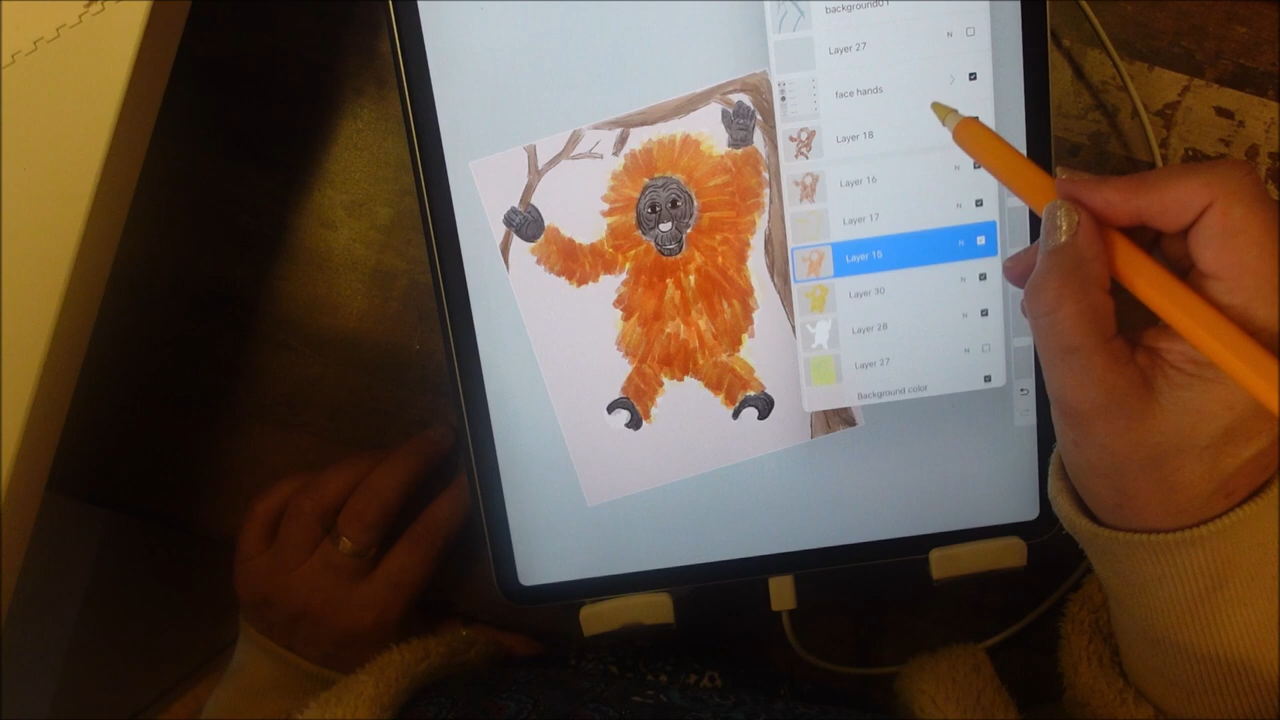 background01
Layer 27 N
face hands
Layer 18
Layer 16 N
Layer 17 N
Layer 15 N
Layer 30 N
Layer 28 N
Layer 27 N
Background color